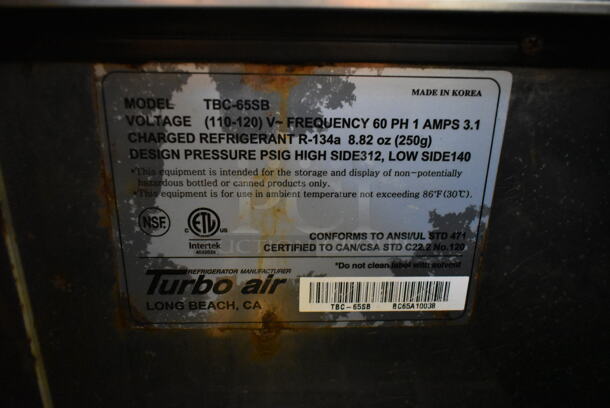 MADE IN KOREA
MODEL TBC-65SB
VOLTAGE (110-120) V~ FREQUENCY 60 PH 1 AMPS 3.1
CHARGED REFRIGERANT R-134a 8.82 oz (250g)
DESIGN PRESSURE PSIG HIGH SIDE312, LOW SIDE140
*This equipment is intended for the storage and display of non-potentially
hazardous bottled or canned products only.
*This equipment is for use in ambient temperature not exceeding 86°F(30°C).
NSF
C ETL US
Intertek
CONFORMS TO ANSI/UL STD 471
CERTIFIED TO CAN/CSA STD C22.2 No.120
*Do not clean label with solvent
REFRIGERATOR MANUFACTURER
Turbo air
LONG BEACH, CA
TBC-65SB BC65A10038